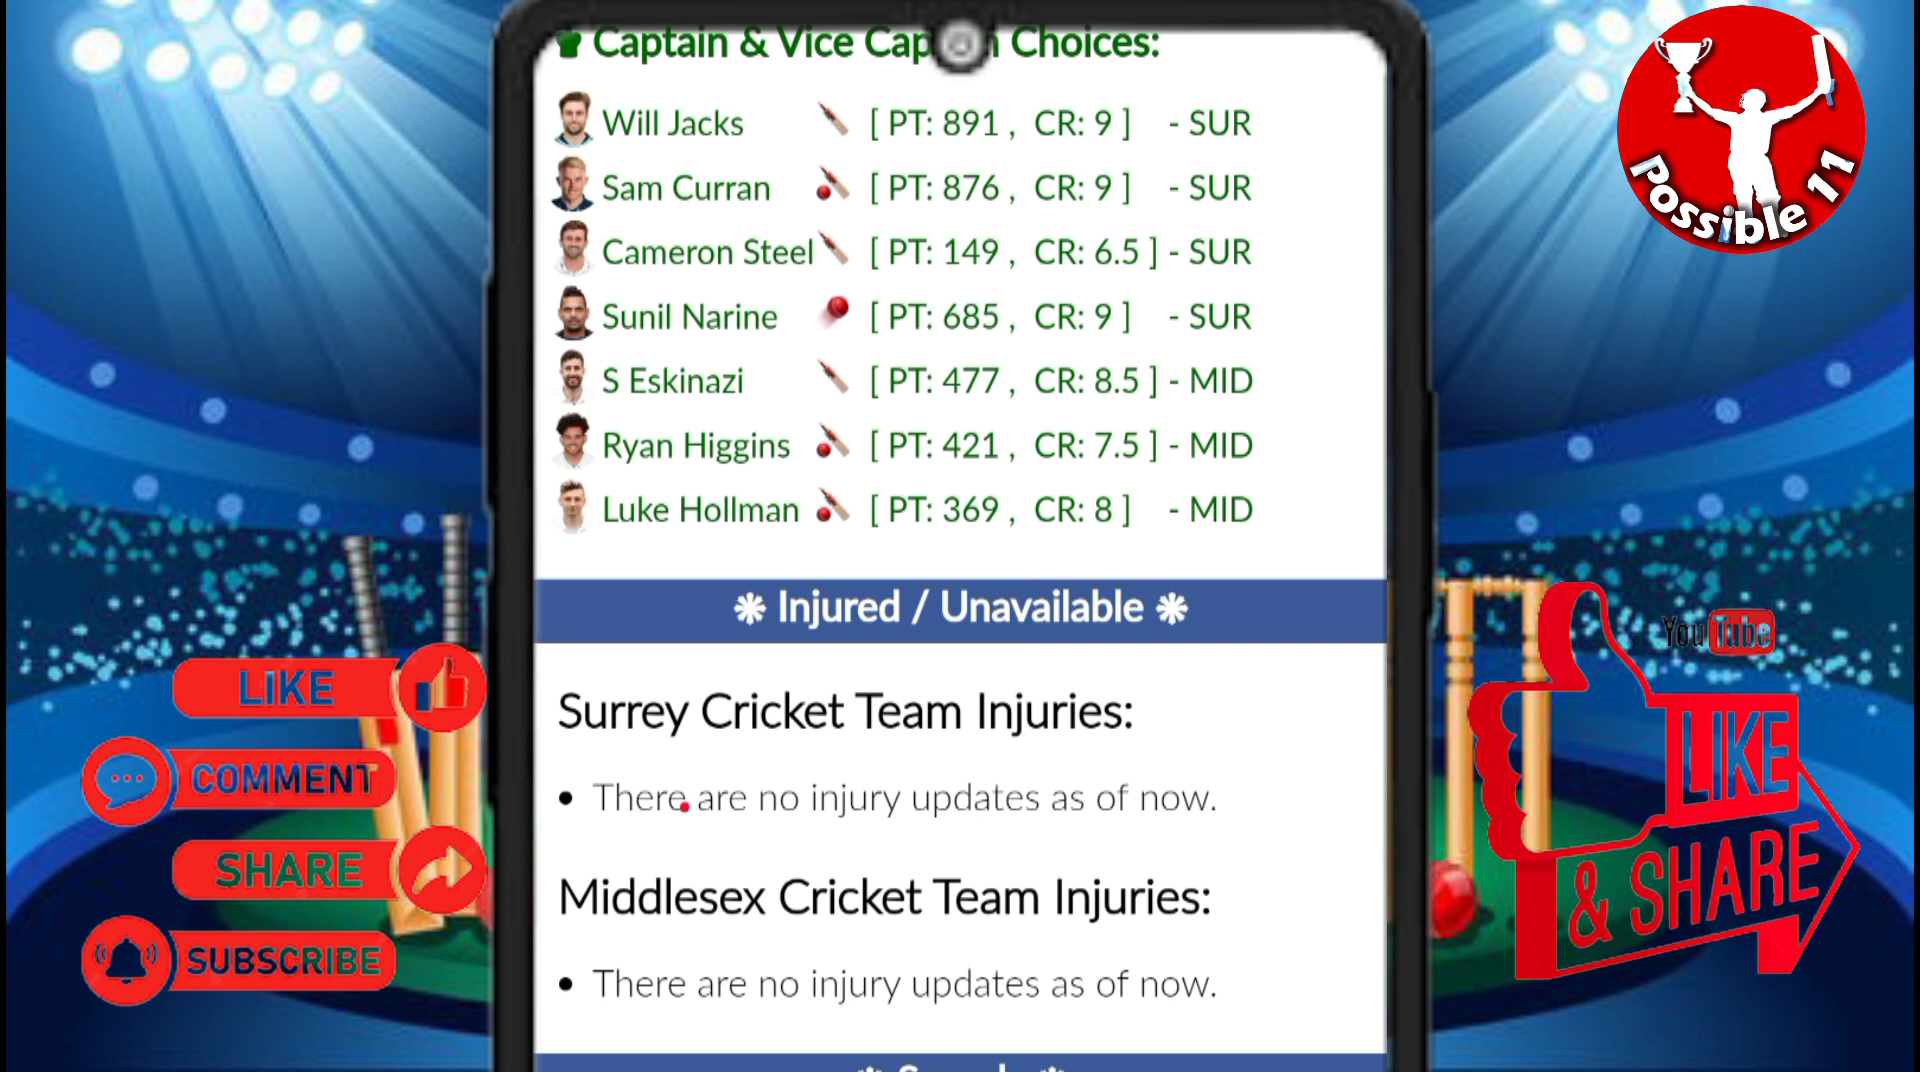 Captain & Vice Cap n Choices:
Will Jacks [ PT: 891 , CR: 9 ] - SUR
Sam Curran [ PT: 876 , CR: 9 ] - SUR
Cameron Steel [ PT: 149 , CR: 6.5 ] - SUR
Sunil Narine [ PT: 685 , CR: 9 ] - SUR
S Eskinazi [ PT: 477 , CR: 8.5 ] - MID
Ryan Higgins [ PT: 421 , CR: 7.5 ] - MID
Luke Hollman [ PT: 369 , CR: 8 ] - MID
Injured / Unavailable
Surrey Cricket Team Injuries:
• There are no injury updates as of now.
Middlesex Cricket Team Injuries:
• There are no injury updates as of now.
Possible 11
LIKE
COMMENT
SHARE
SUBSCRIBE
YouTube
LIKE
& SHARE